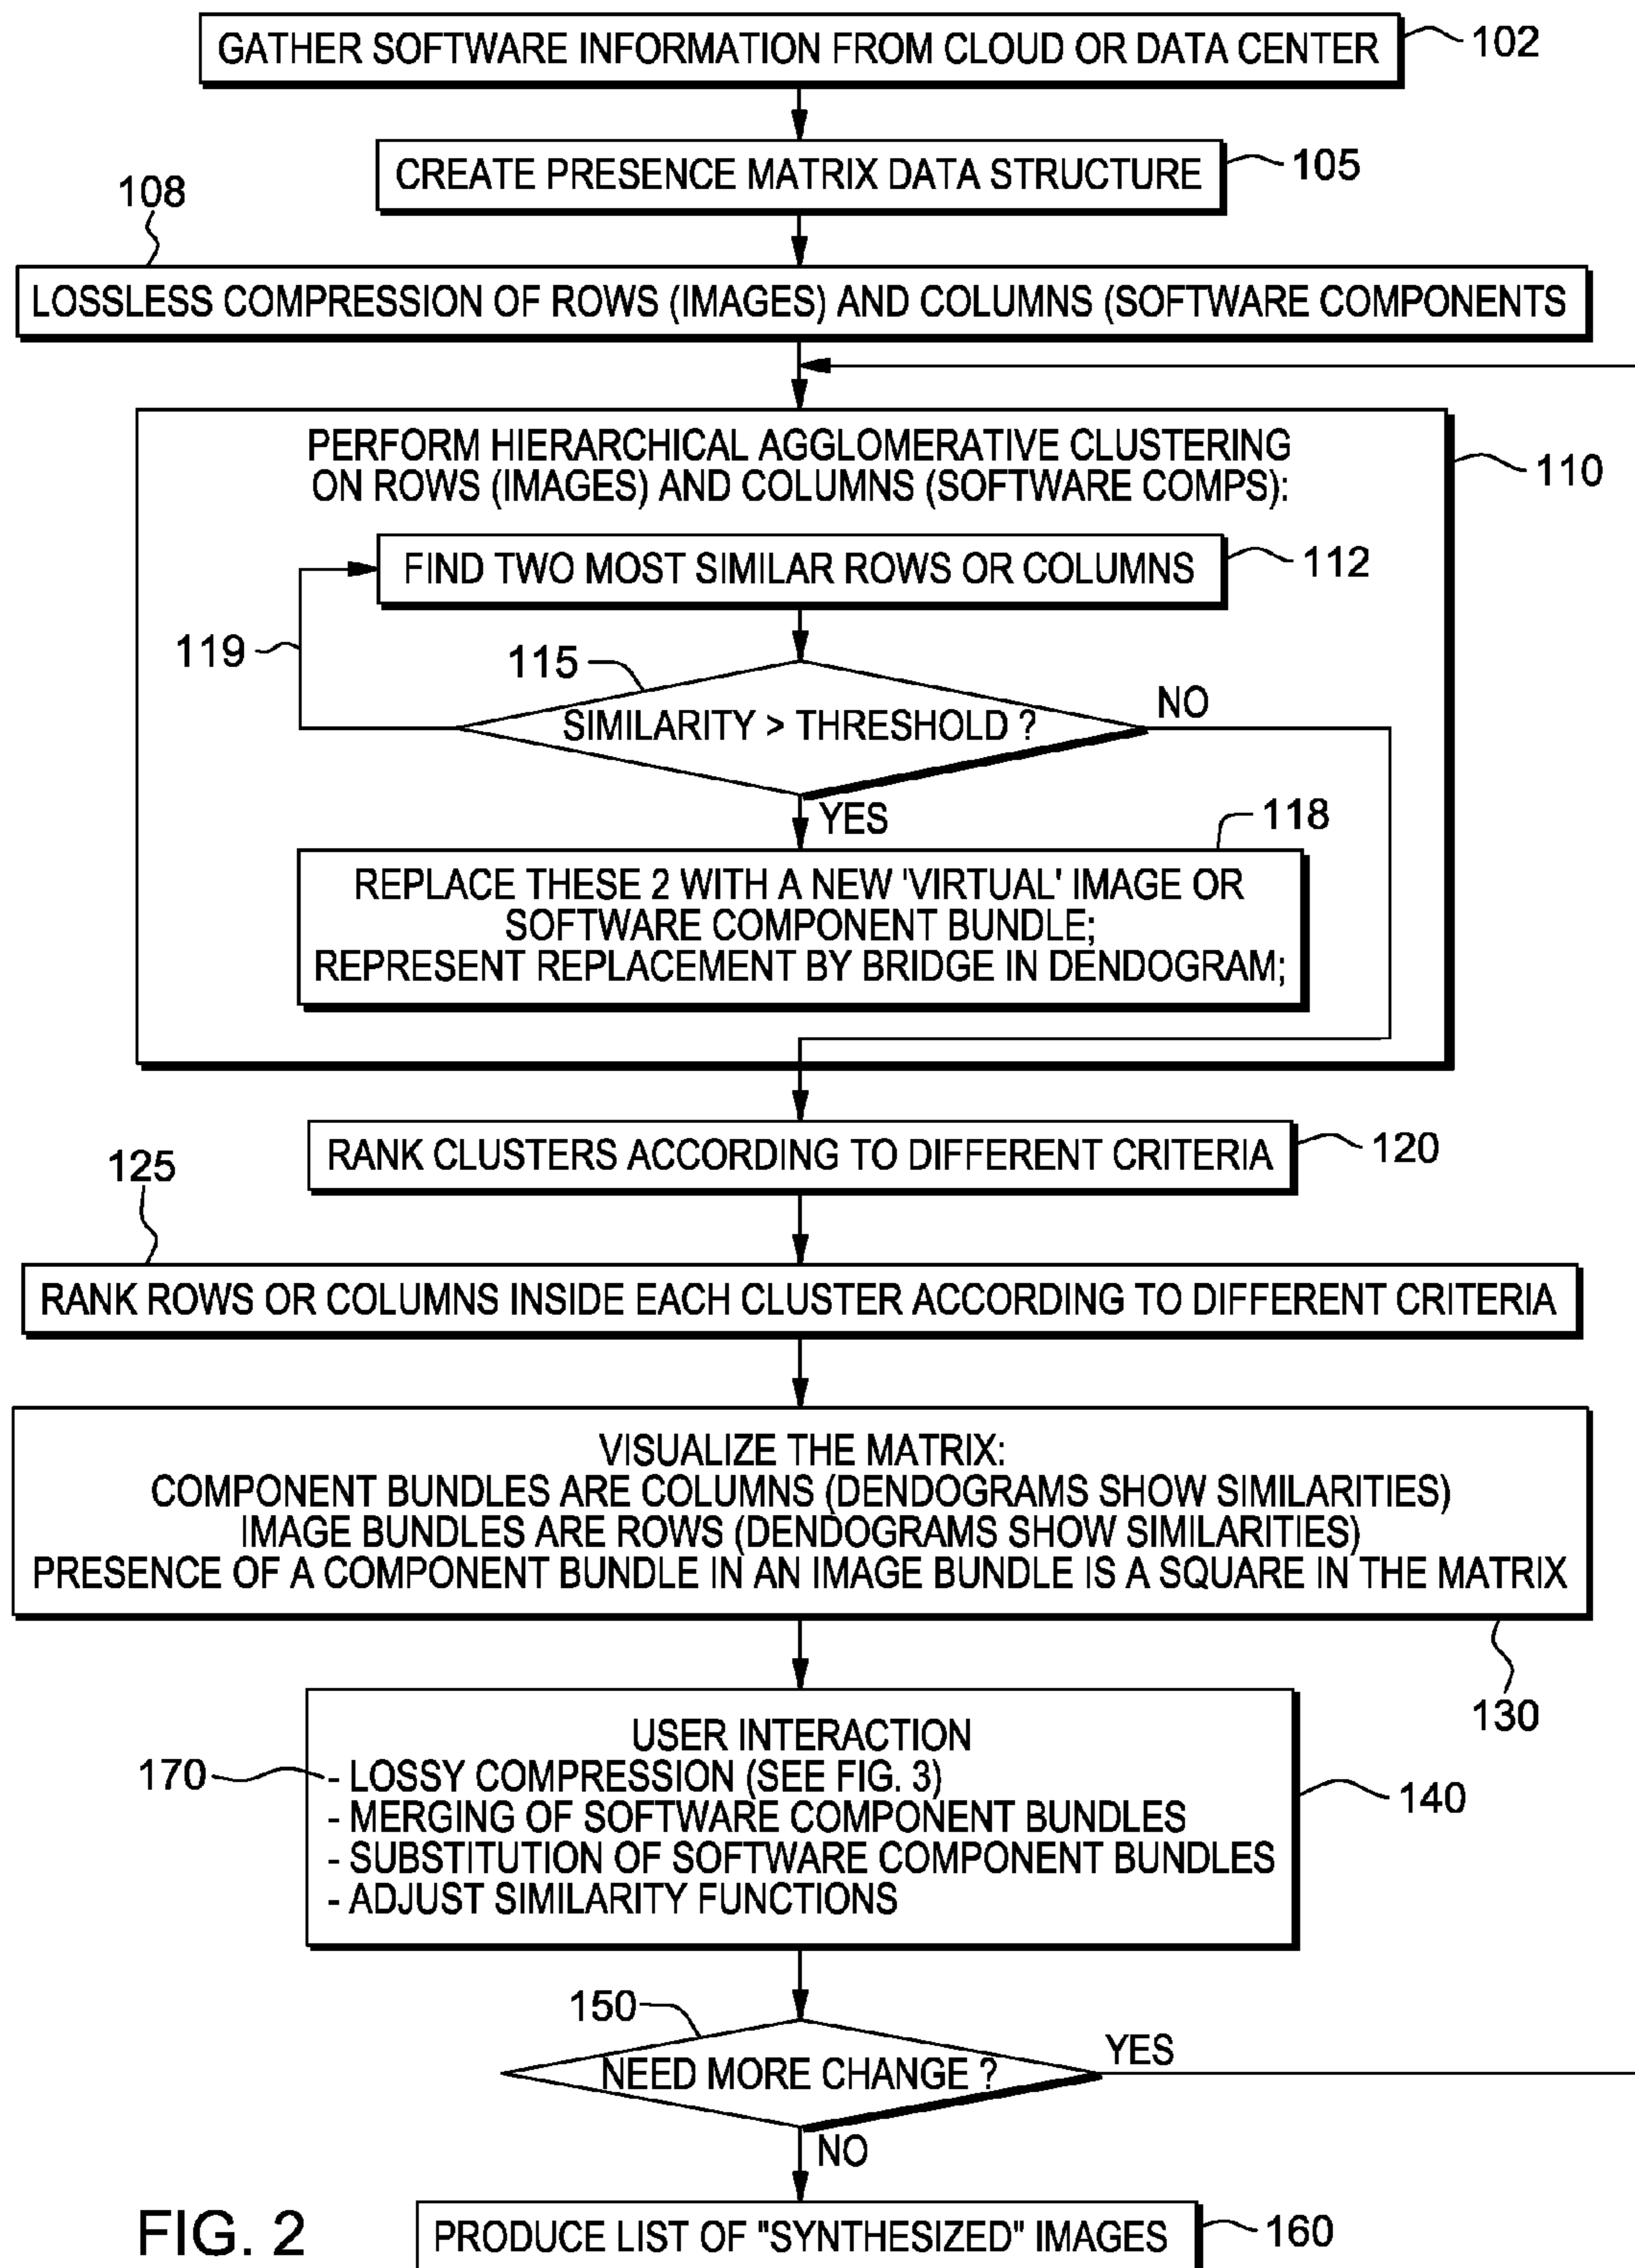 GATHER SOFTWARE INFORMATION FROM CLOUD OR DATA CENTER
102
CREATE PRESENCE MATRIX DATA STRUCTURE
105
108
LOSSLESS COMPRESSION OF ROWS (IMAGES) AND COLUMNS (SOFTWARE COMPONENTS
PERFORM HIERARCHICAL AGGLOMERATIVE CLUSTERING
ON ROWS (IMAGES) AND COLUMNS (SOFTWARE COMPS):
110
FIND TWO MOST SIMILAR ROWS OR COLUMNS
112
119
115
SIMILARITY > THRESHOLD ?
NO
YES
118
REPLACE THESE 2 WITH A NEW 'VIRTUAL' IMAGE OR
SOFTWARE COMPONENT BUNDLE;
REPRESENT REPLACEMENT BY BRIDGE IN DENDOGRAM;
RANK CLUSTERS ACCORDING TO DIFFERENT CRITERIA
120
125
RANK ROWS OR COLUMNS INSIDE EACH CLUSTER ACCORDING TO DIFFERENT CRITERIA
VISUALIZE THE MATRIX:
COMPONENT BUNDLES ARE COLUMNS (DENDOGRAMS SHOW SIMILARITIES)
IMAGE BUNDLES ARE ROWS (DENDOGRAMS SHOW SIMILARITIES)
PRESENCE OF A COMPONENT BUNDLE IN AN IMAGE BUNDLE IS A SQUARE IN THE MATRIX
130
USER INTERACTION
170
- LOSSY COMPRESSION (SEE FIG. 3)
- MERGING OF SOFTWARE COMPONENT BUNDLES
- SUBSTITUTION OF SOFTWARE COMPONENT BUNDLES
- ADJUST SIMILARITY FUNCTIONS
140
150
NEED MORE CHANGE ?
YES
NO
FIG. 2
PRODUCE LIST OF "SYNTHESIZED" IMAGES
160